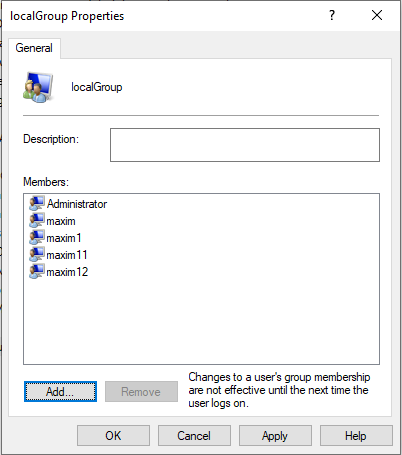 localGroup Properties
?
General
localGroup
Description:
Members:
Administrator
maxim
maxim1
maxim11
maxim12
Add...
Remove
Changes to a user's group membership
are not effective until the next time the
user logs on.
OK
Cancel
Apply
Help